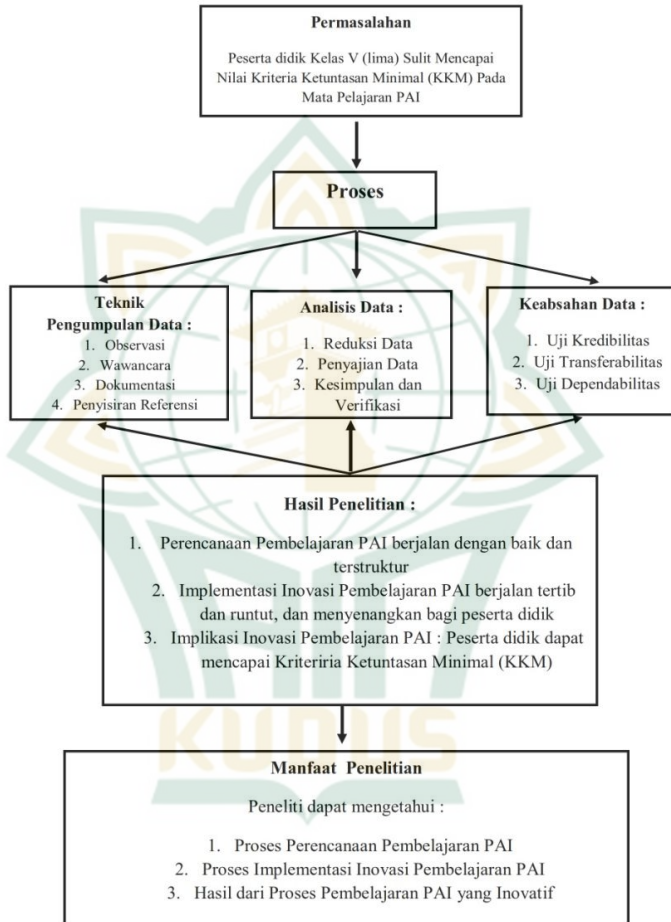 Permasalahan
Peserta didik Kelas V (lima) Sulit Mencapai
Nilai Kriteria Ketuntasan Minimal (KKM) Pada
Mata Pelajaran PAI
Proses
Teknik
Pengumpulan Data :
1. Observasi
2. Wawancara
3. Dokumentasi
4. Penyisiran Referensi
Analisis Data :
1. Reduksi Data
2. Penyajian Data
3. Kesimpulan dan
Verifikasi
Keabsahan Data :
1. Uji Kredibilitas
2. Uji Transferabilitas
3. Uji Dependabilitas
Hasil Penelitian :
1. Perencanaan Pembelajaran PAI berjalan dengan baik dan
terstruktur
2. Implementasi Inovasi Pembelajaran PAI berjalan tertib
dan runtut, dan menyenangkan bagi peserta didik
3. Implikasi Inovasi Pembelajaran PAI : Peserta didik dapat
mencapai Kriteriria Ketuntasan Minimal (KKM)
KUDUS
Manfaat Penelitian
Peneliti dapat mengetahui :
1. Proses Perencanaan Pembelajaran PAI
2. Proses Implementasi Inovasi Pembelajaran PAI
3. Hasil dari Proses Pembelajaran PAI yang Inovatif